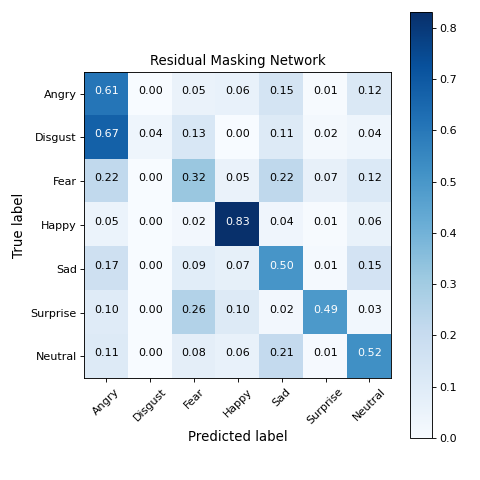 Residual Masking Network
Angry 0.61 0.00 0.05 0.06 0.15 0.01 0.12
Disgust 0.67 0.04 0.13 0.00 0.11 0.02 0.04
Fear 0.22 0.00 0.32 0.05 0.22 0.07 0.12
Happy 0.05 0.00 0.02 0.83 0.04 0.01 0.06
Sad 0.17 0.00 0.09 0.07 0.50 0.01 0.15
Surprise 0.10 0.00 0.26 0.10 0.02 0.49 0.03
Neutral 0.11 0.00 0.08 0.06 0.21 0.01 0.52
True label
Angry Disgust Fear Happy Sad Surprise Neutral
Predicted label
0.8
0.7
0.6
0.5
0.4
0.3
0.2
0.1
0.0